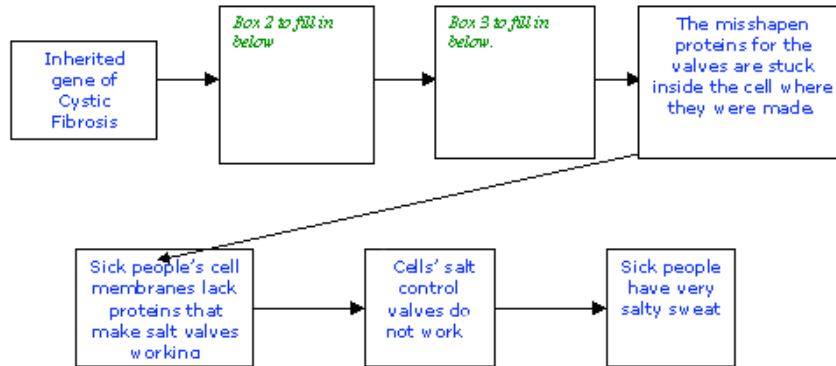 Inherited
gene of
Cystic
Fibrosis
Box 2 to fill in
below
Box 3 to fill in
below.
The misshapen
proteins for the
valves are stuck
inside the cell where
they were made.
Sick people's cell
membranes lack
proteins that
make salt valves
working
Cells' salt
control
valves do
not work
Sick people
have very
salty sweat